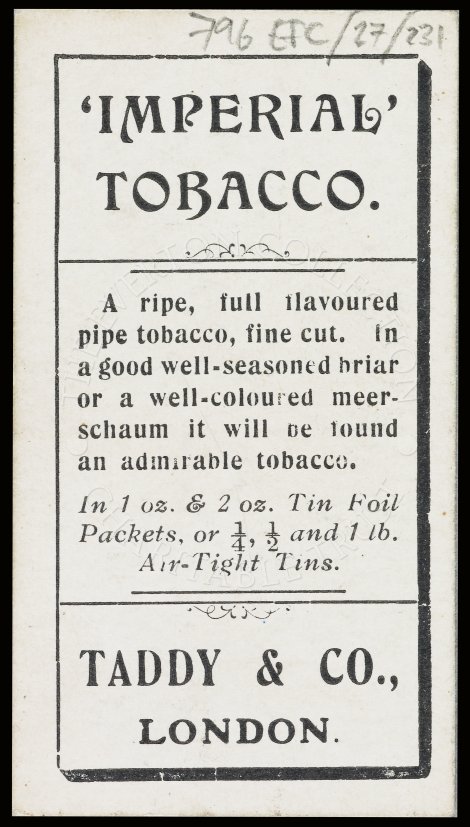 796 ETC/27/231
'IMPERIAL'
TOBACCO.
A ripe, full flavoured
pipe tobacco, fine cut. In
a good well-seasoned briar
or a well-coloured meer-
schaum it will be found
an admirable tobacco.
In 1 oz. & 2 oz. Tin Foil
Packets, or 1/4, 1/2 and 1 lb.
Air-Tight Tins.
TADDY & CO.,
LONDON.